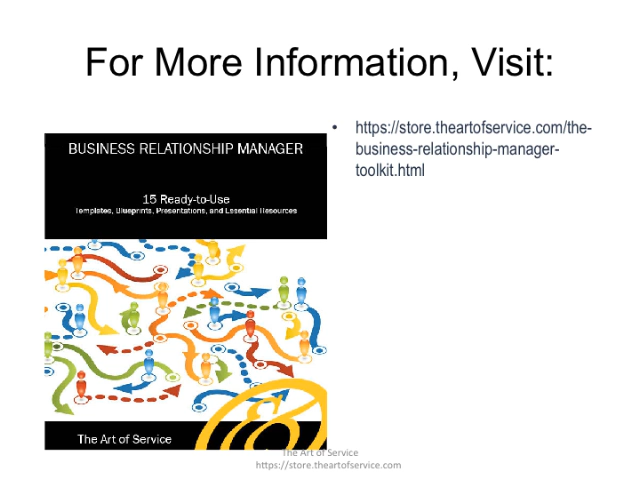 For More Information, Visit:
• https://store.theartofservice.com/the-
business-relationship-manager-
toolkit.html
BUSINESS RELATIONSHIP MANAGER
15 Ready-to-Use
Templates, Blueprints, Presentations, and Essential Resources
The Art of Service
The Art of Service
https://store.theartofservice.com